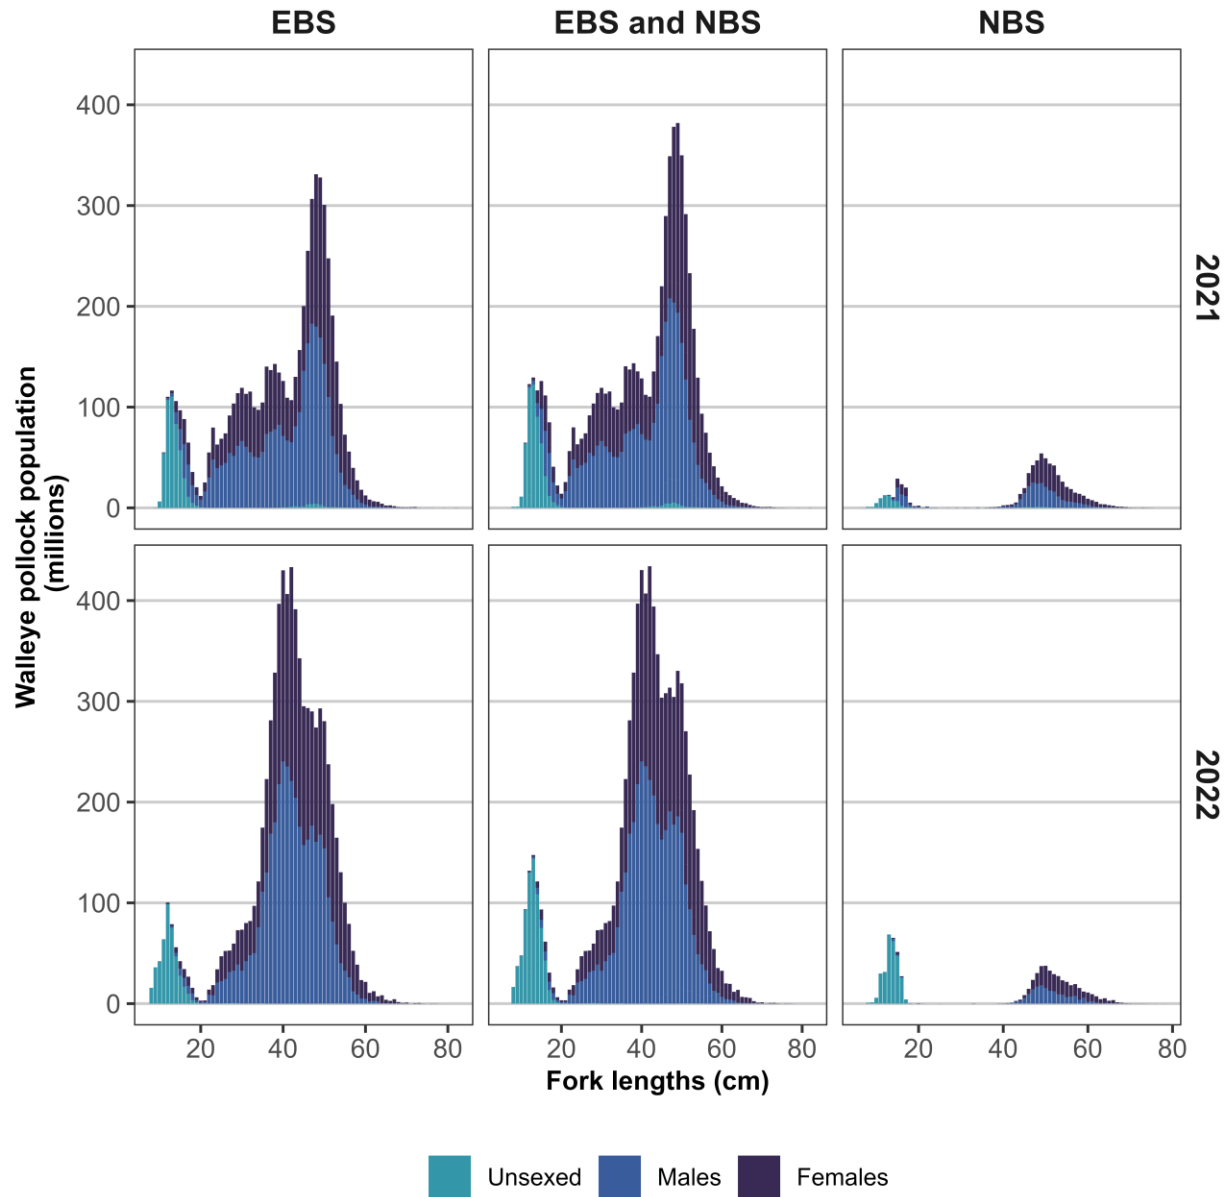 EBS
EBS and NBS
NBS
400
300
200
100
0
2021
Walleye pollock population
(millions)
400
300
200
100
0
2022
20 40 60 80
20 40 60 80
20 40 60 80
Fork lengths (cm)
Unsexed Males Females